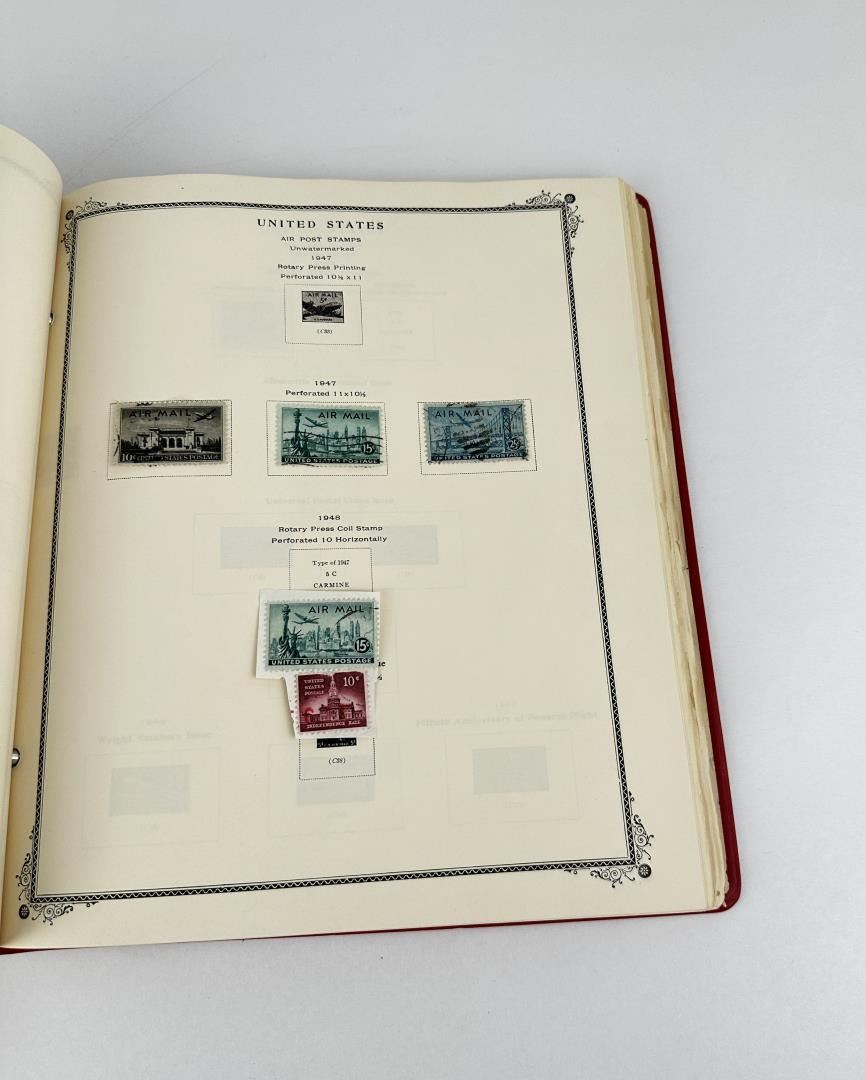 UNITED STATES
AIR POST STAMPS
Unwatermarked
1947
Rotary Press Printing
Perforated 10½ x 11
AIR MAIL
5¢
1947
Perforated 11x10½
AIR MAIL
10¢ UNITED STATES POSTAGE
AIR MAIL
15¢
UNITED STATES POSTAGE
AIR MAIL
25¢
UNITED STATES POSTAGE
1948
Rotary Press Coil Stamp
Perforated 10 Horizontally
Type of 1947
5 C
CARMINE
AIR MAIL
15¢
UNITED STATES POSTAGE
UNITED STATES POSTAGE
10¢
INDEPENDENCE HALL
5¢
5¢
(C38)